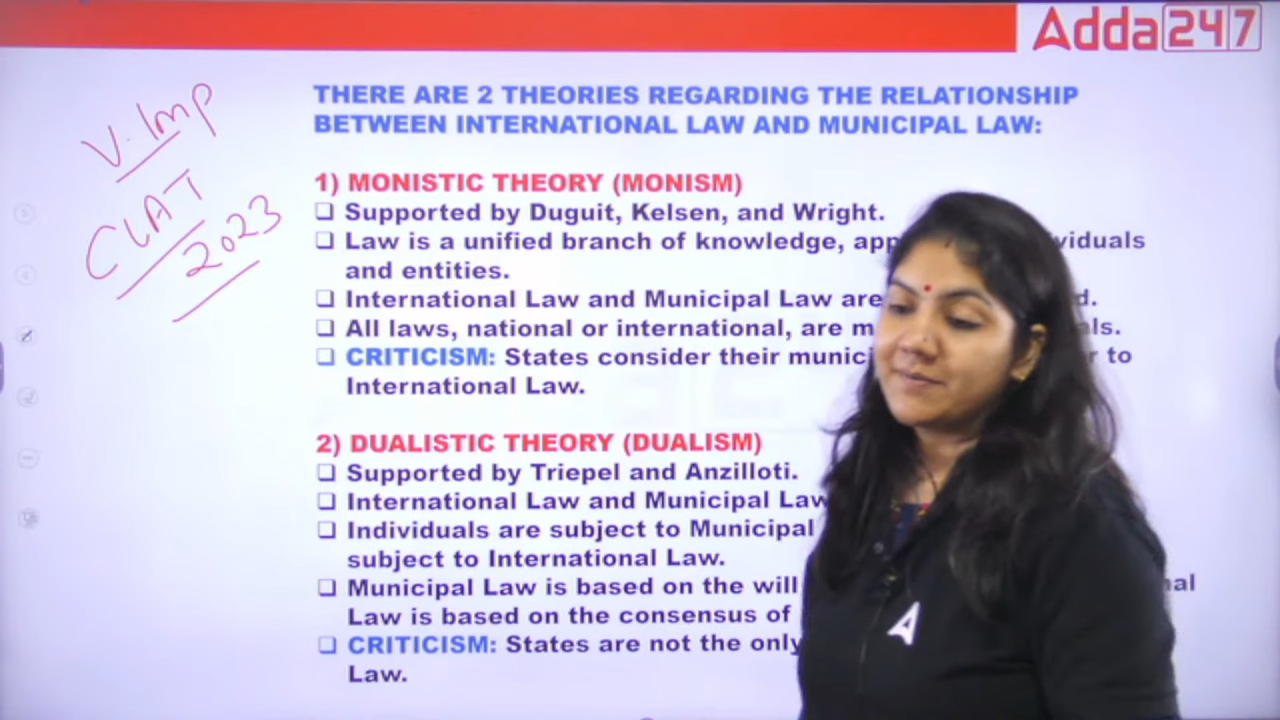 Adda247
V. Imp
CLAT
2023
THERE ARE 2 THEORIES REGARDING THE RELATIONSHIP
BETWEEN INTERNATIONAL LAW AND MUNICIPAL LAW:
1) MONISTIC THEORY (MONISM)
❑ Supported by Duguit, Kelsen, and Wright.
❑ Law is a unified branch of knowledge,
and entities.
❑ International Law and Municipal Law are
❑ All laws, national or international, are
❑ CRITICISM: States consider their to
International Law.
2) DUALISTIC THEORY (DUALISM)
❑ Supported by Triepel and Anzilloti.
❑ International Law and Municipal Law
❑ Individuals are subject to Municipal
subject to International Law.
❑ Municipal Law is based on the will
Law is based on the consensus of
❑ CRITICISM: States are not the only
Law.